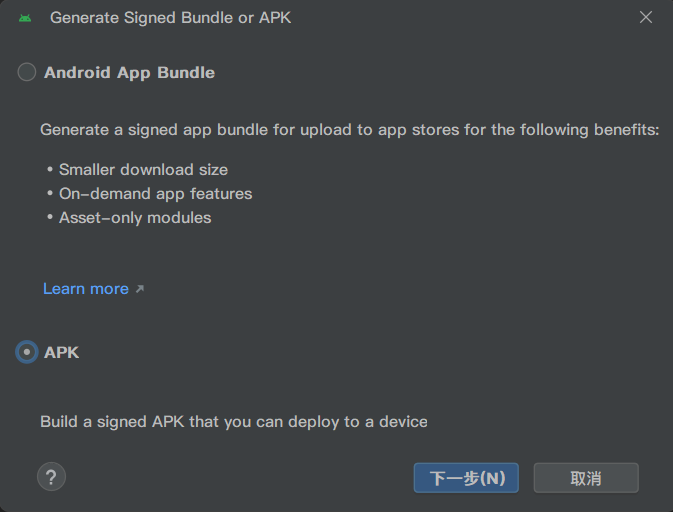 Generate Signed Bundle or APK
Android App Bundle
Generate a signed app bundle for upload to app stores for the following benefits:
• Smaller download size
• On-demand app features
• Asset-only modules
Learn more ↗
APK
Build a signed APK that you can deploy to a device
?
下一步(N)
取消